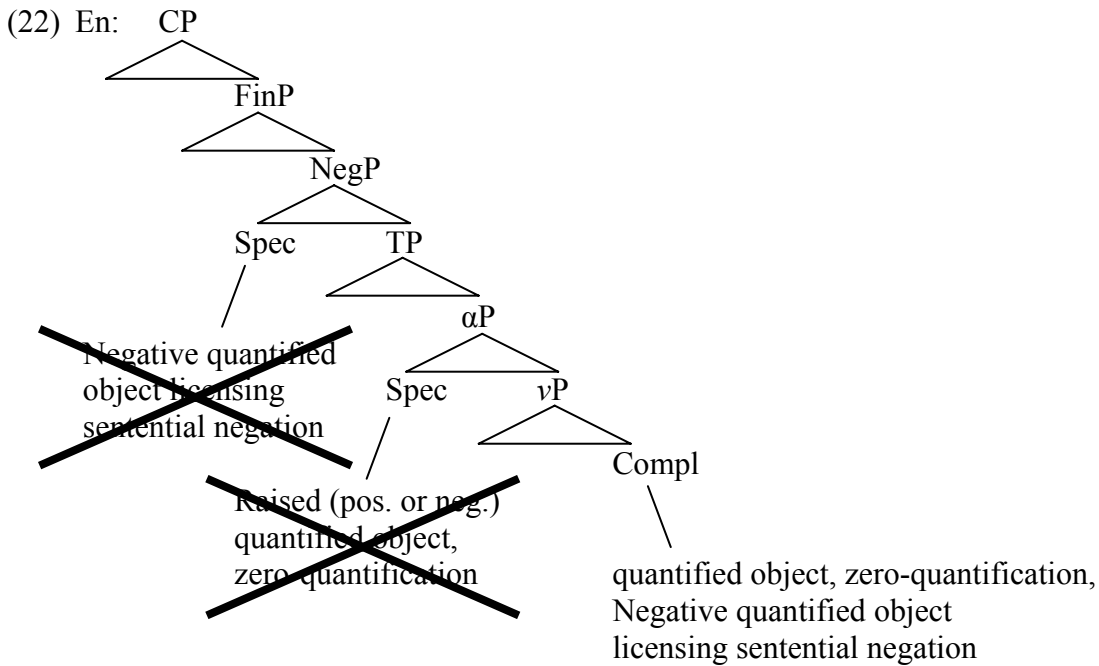 (22) En: CP
FinP
NegP
Spec TP
αP
Negative quantified
object licensing
sentential negation
Spec vP
Compl
Raised (pos. or neg.)
quantified object,
zero-quantification
quantified object, zero-quantification,
Negative quantified object
licensing sentential negation